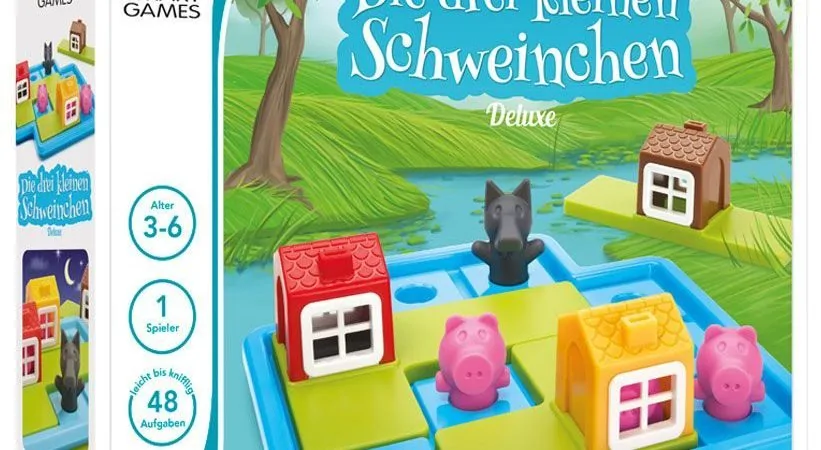 GAMES
GAMES
Die drei kleinen
Schweinchen
Deluxe
Die drei kleinen
Schweinchen
Deluxe
Alter
3-6
1
Spieler
leicht bis knifflig
48
Aufgaben